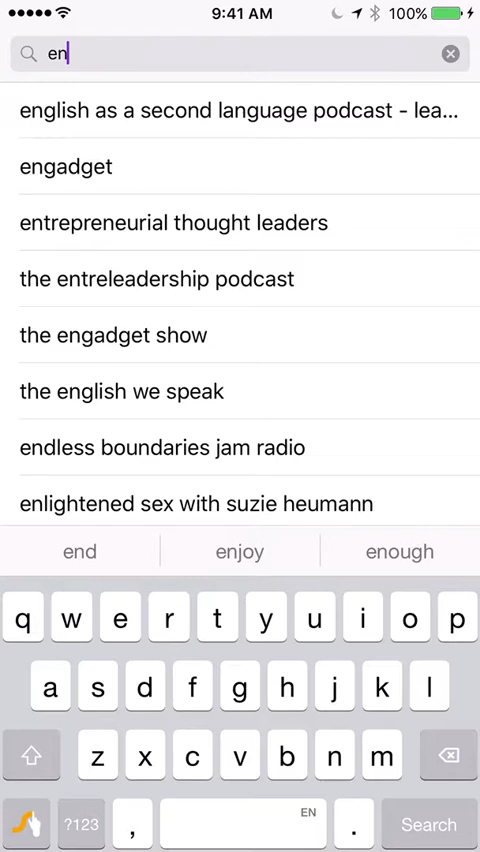 9:41 AM 100%
en
english as a second language podcast - lea...
engadget
entrepreneurial thought leaders
the entreleadership podcast
the engadget show
the english we speak
endless boundaries jam radio
enlightened sex with suzie heumann
end enjoy enough
q w e r t y u i o p
a s d f g h j k l
z x c v b n m
?123 , EN . Search